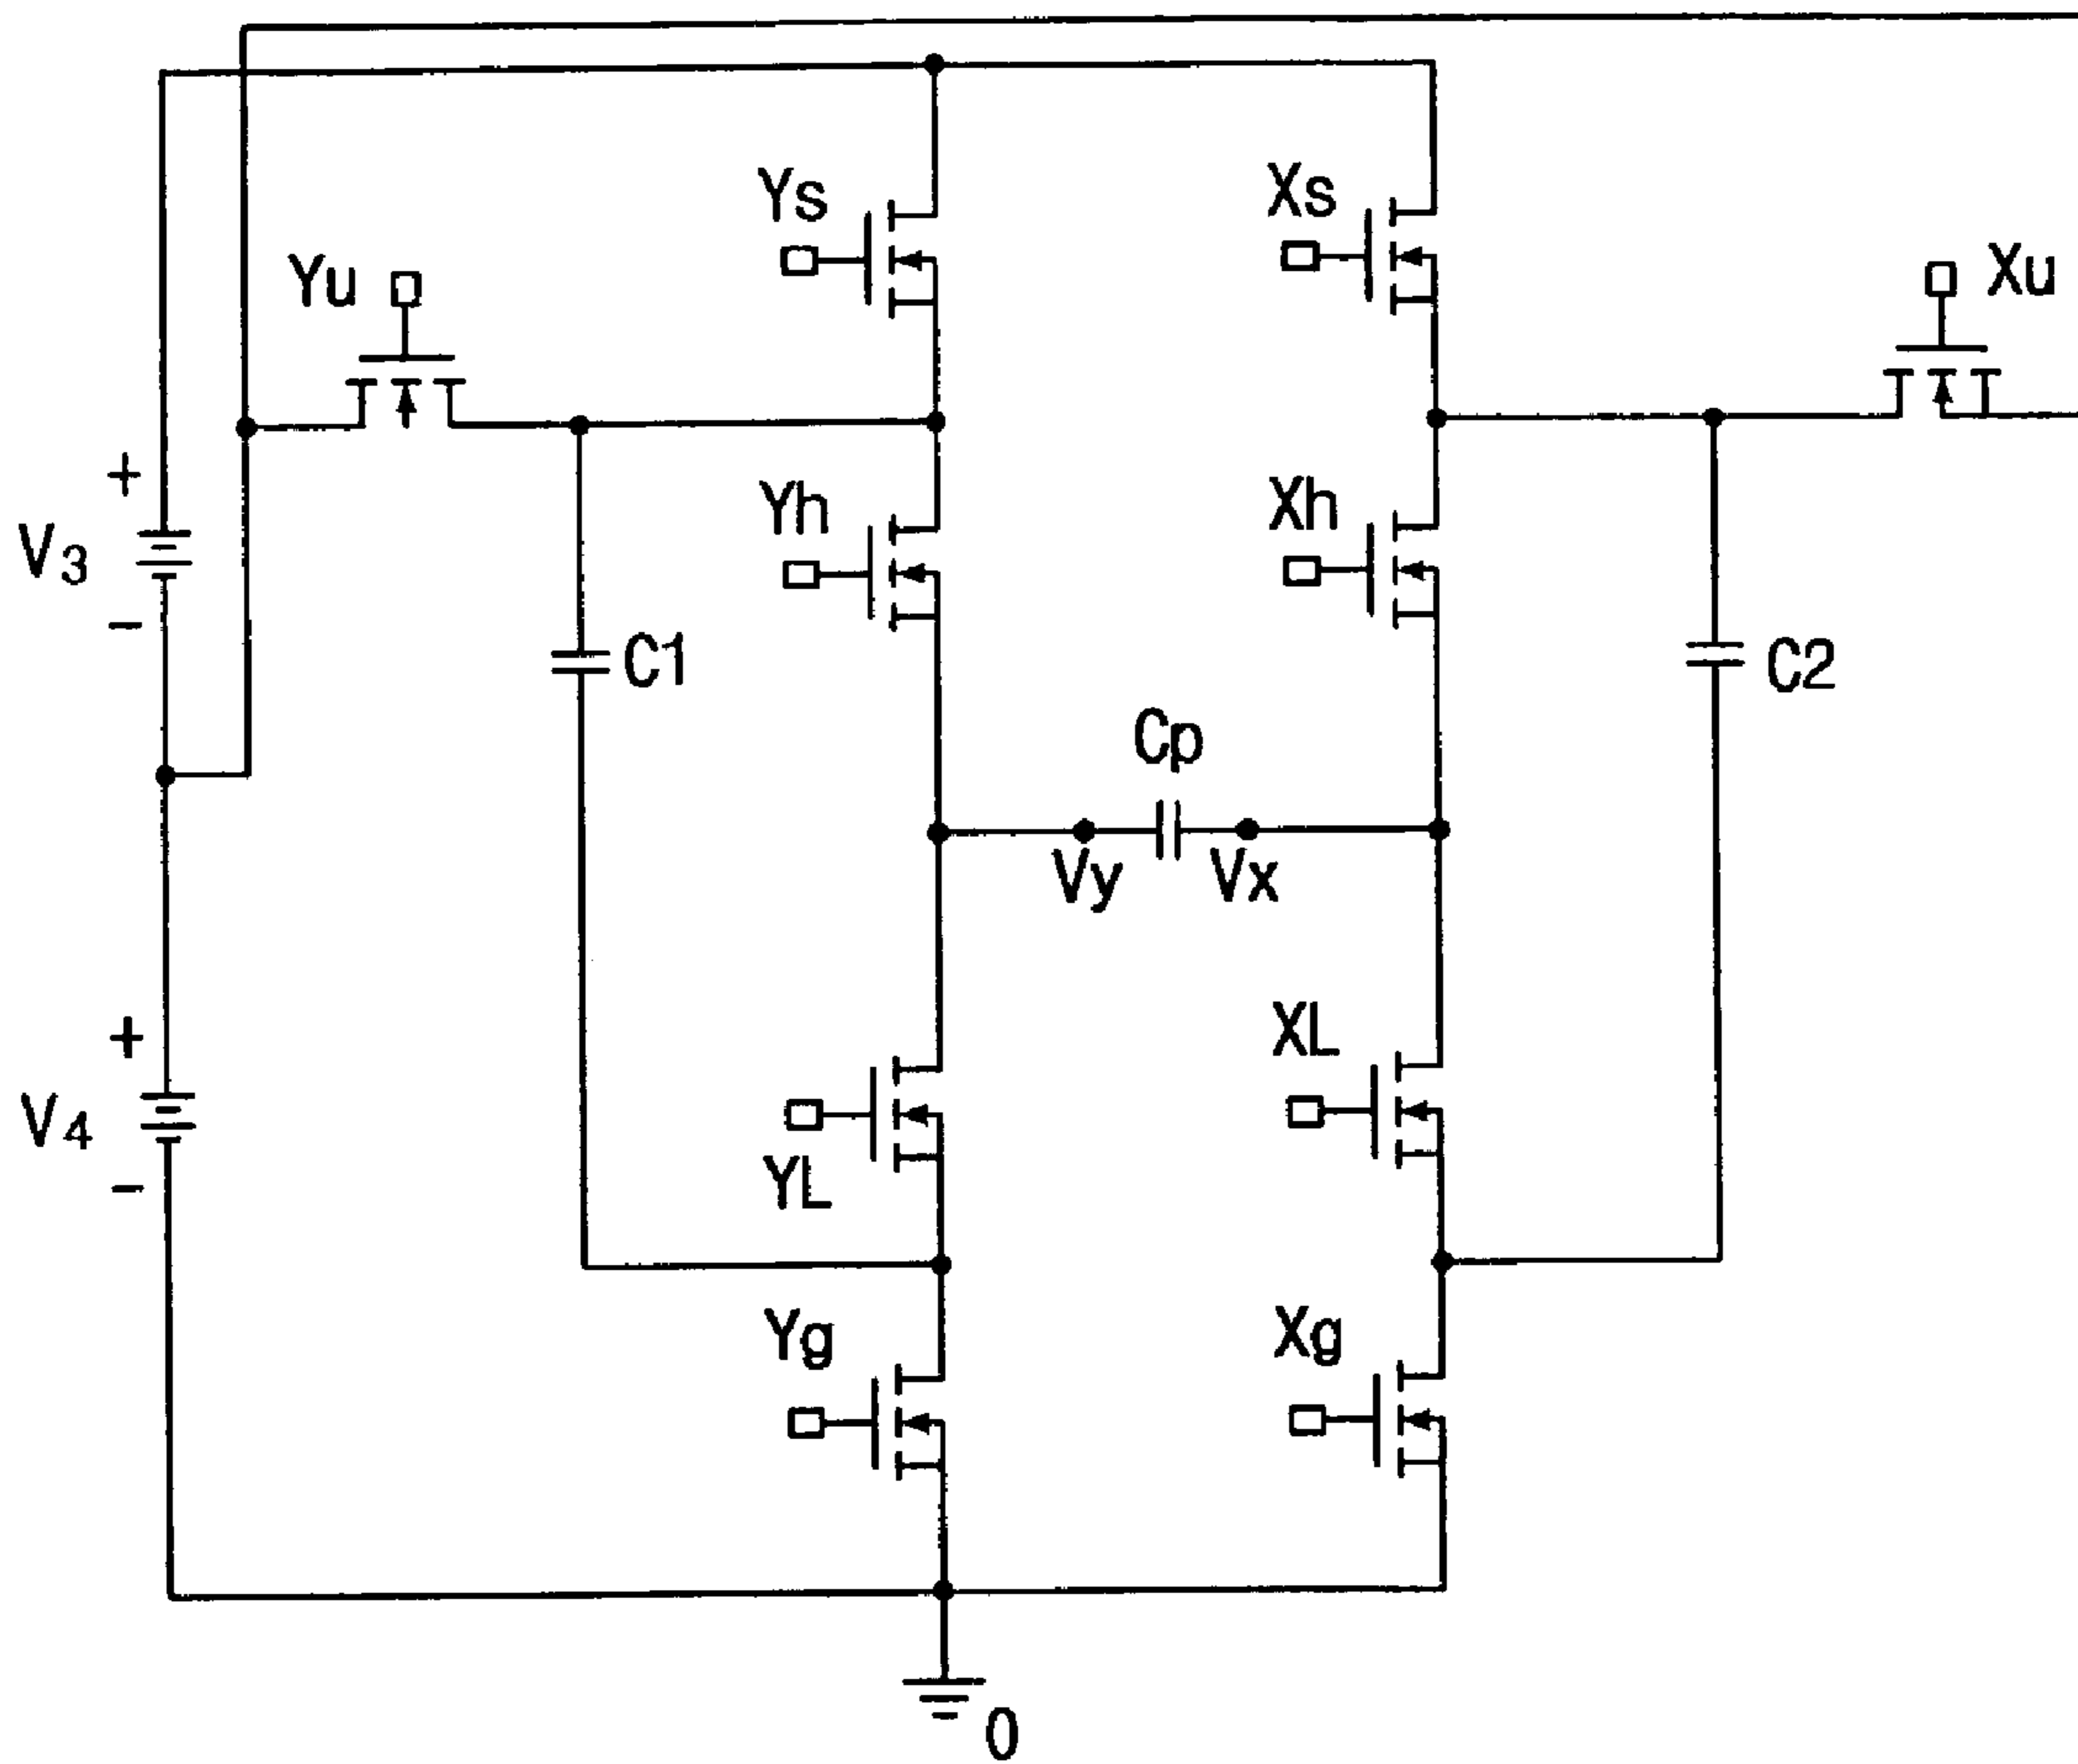 Ys
Xs
Yu
Xu
+
Yh
Xh
V3
-
C1
C2
Cp
Vy
Vx
XL
+
V4
YL
-
Yg
Xg
0